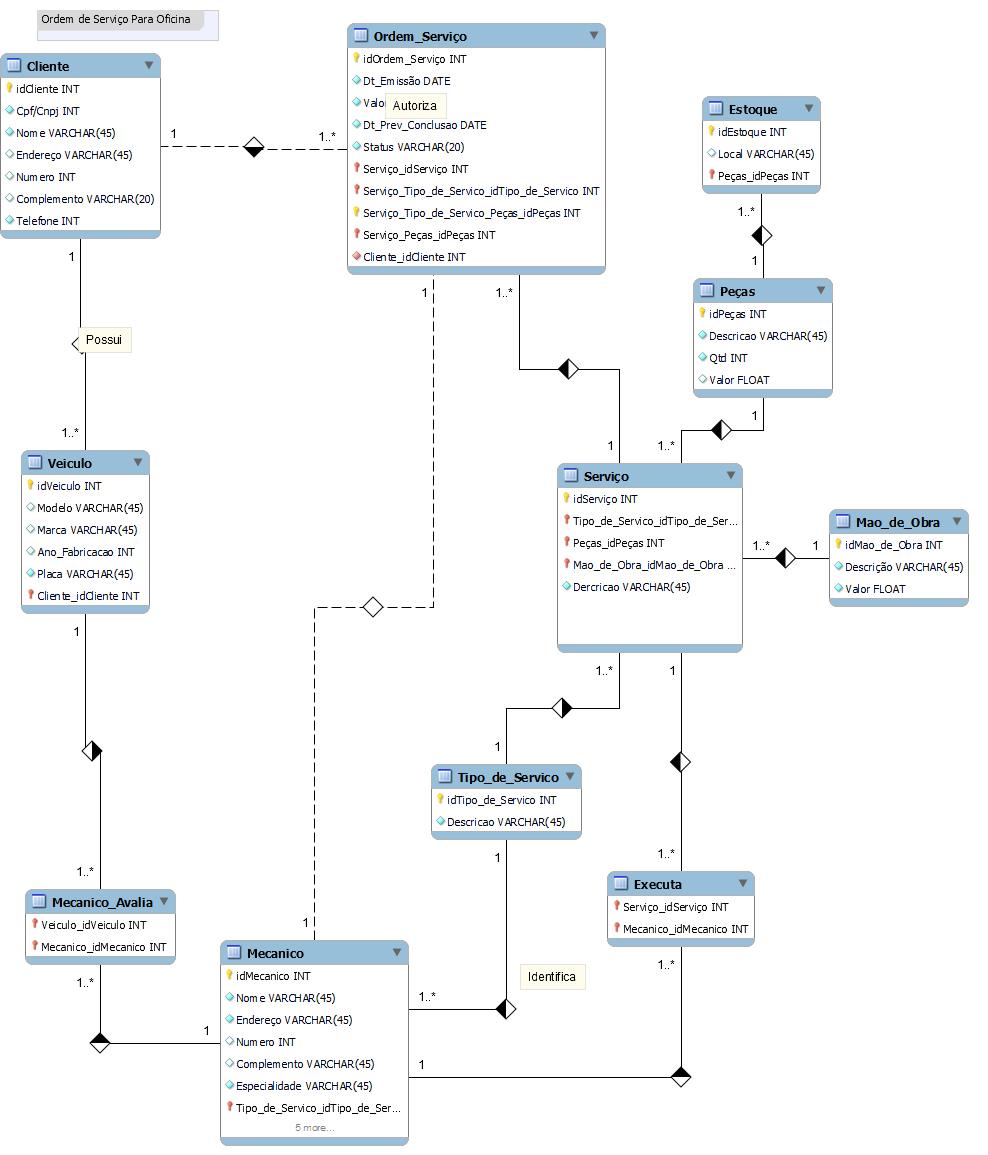 Ordem de Serviço Para Oficina
Cliente
idCliente INT
Cpf/Cnpj INT
Nome VARCHAR(45)
Endereço VARCHAR(45)
Numero INT
Complemento VARCHAR(20)
Telefone INT
1
1..*
Ordem_Serviço
idOrdem_Serviço INT
Dt_Emissão DATE
Valo
Autoriza
Dt_Prev_Conclusao DATE
Status VARCHAR(20)
Serviço_idServiço INT
Serviço_Tipo_de_Servico_idTipo_de_Servico INT
Serviço_Tipo_de_Servico_Peças_idPeças INT
Serviço_Peças_idPeças INT
Cliente_idCliente INT
Estoque
idEstoque INT
Local VARCHAR(45)
Peças_idPeças INT
1..*
1
Peças
idPeças INT
Descricao VARCHAR(45)
Qtd INT
Valor FLOAT
1
1..*
1
Possui
1..*
1
1..*
1
Veiculo
idVeiculo INT
Modelo VARCHAR(45)
Marca VARCHAR(45)
Ano_Fabricacao INT
Placa VARCHAR(45)
Cliente_idCliente INT
Serviço
idServiço INT
Tipo_de_Servico_idTipo_de_Ser...
Peças_idPeças INT
Mao_de_Obra_idMao_de_Obra ...
Dercricao VARCHAR(45)
1..*
1
Mao_de_Obra
idMao_de_Obra INT
Descrição VARCHAR(45)
Valor FLOAT
1
1..*
1..*
1
Tipo_de_Servico
idTipo_de_Servico INT
Descricao VARCHAR(45)
1
1
1..*
Executa
Serviço_idServiço INT
Mecanico_idMecanico INT
1..*
Mecanico_Avalia
Veiculo_idVeiculo INT
Mecanico_idMecanico INT
1..*
1
1
Mecanico
idMecanico INT
Nome VARCHAR(45)
Endereço VARCHAR(45)
Numero INT
Complemento VARCHAR(45)
Especialidade VARCHAR(45)
Tipo_de_Servico_idTipo_de_Ser...
5 more...
1..*
Identifica
1